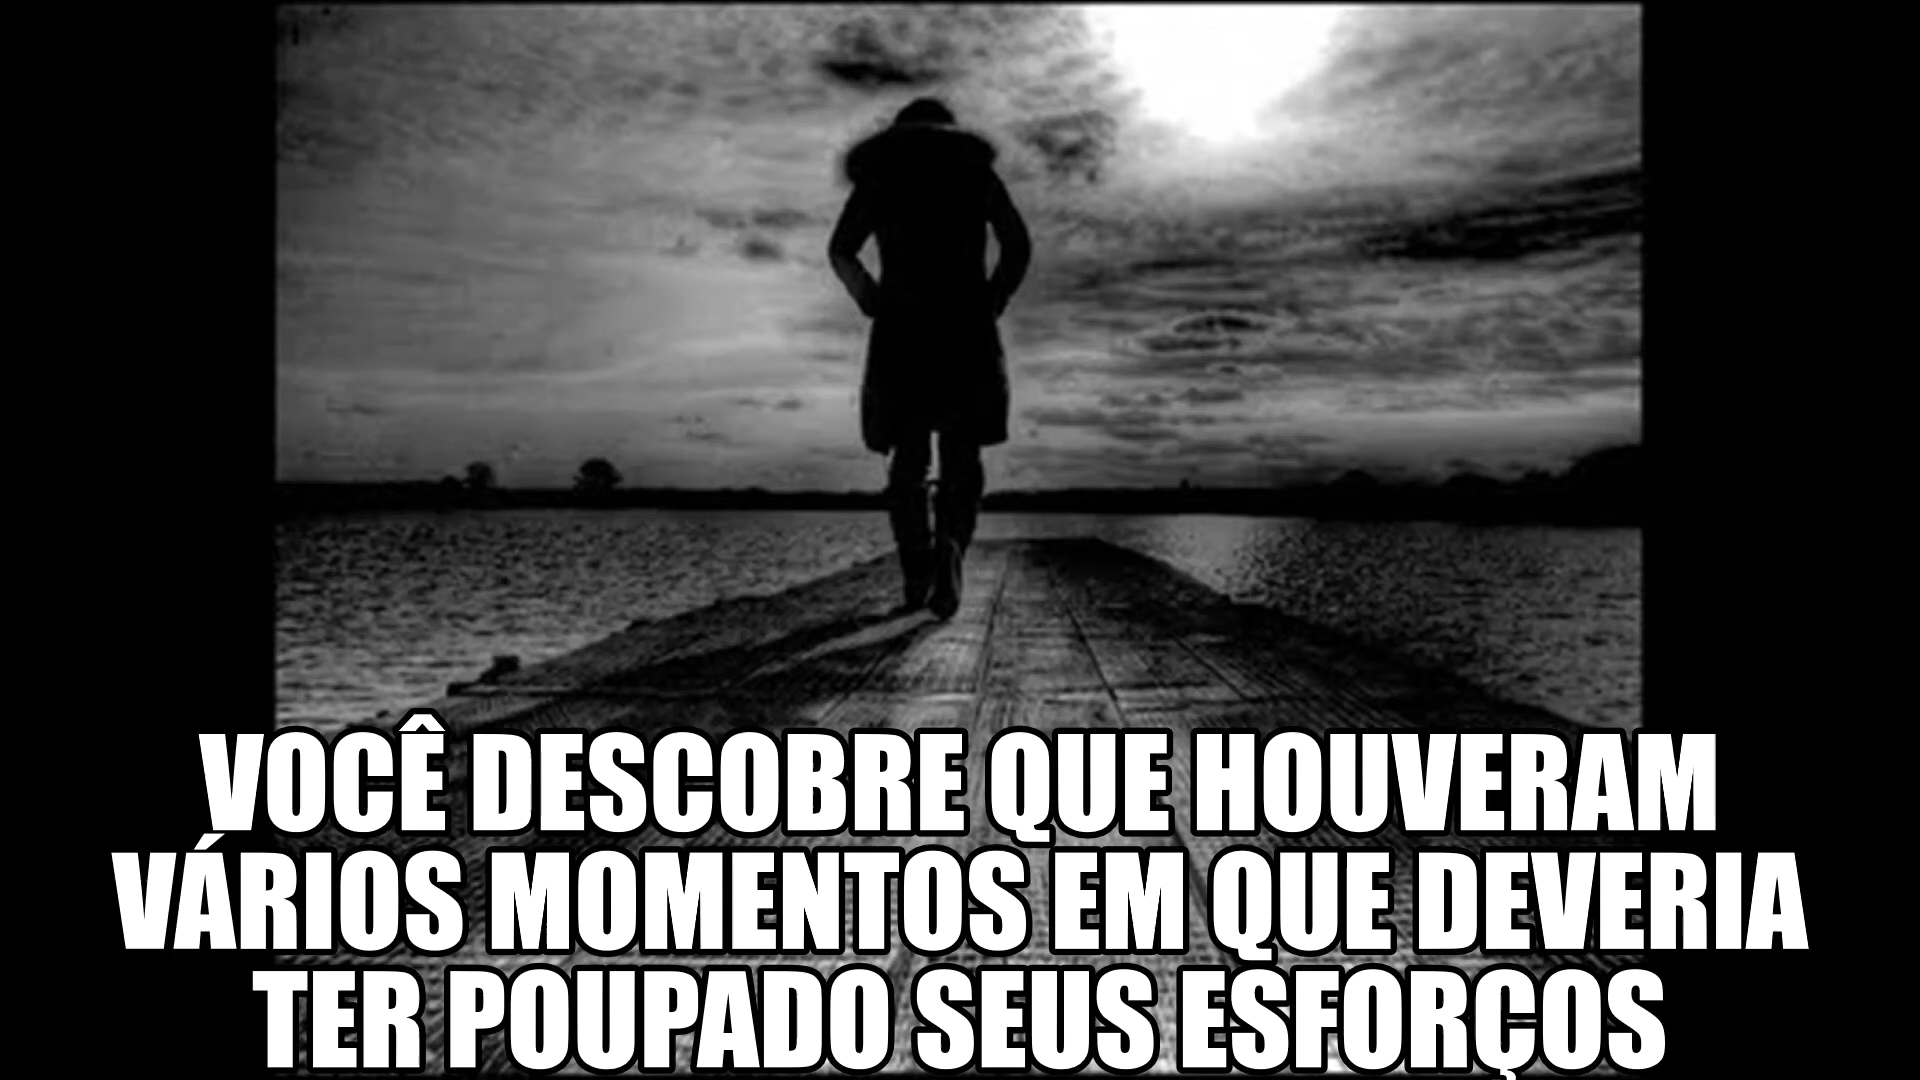 VOCÊ DESCOBRE QUE HOUVERAM
VÁRIOS MOMENTOS EM QUE DEVERIA
TER POUPADO SEUS ESFORÇOS